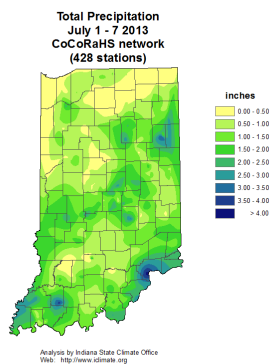 Total Precipitation
July 1 - 7 2013
CoCoRaHS network
(428 stations)
inches
0.00 - 0.50
0.50 - 1.00
1.00 - 1.50
1.50 - 2.00
2.00 - 2.50
2.50 - 3.00
3.00 - 3.50
3.50 - 4.00
> 4.00
Analysis by Indiana State Climate Office
Web: http://www.iclimate.org